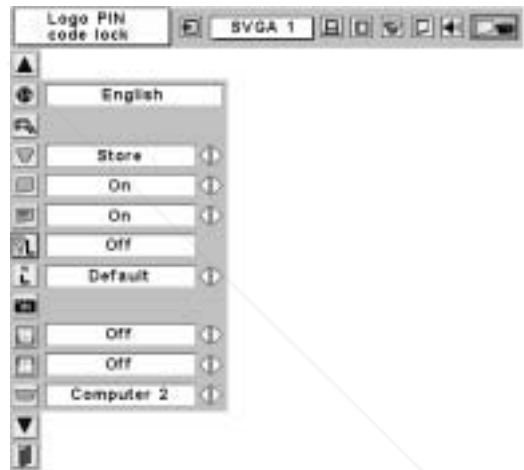 Logo PIN
code lock
SVGA 1
English
Store
On
On
Off
L
Default
L
Off
Off
Computer 2